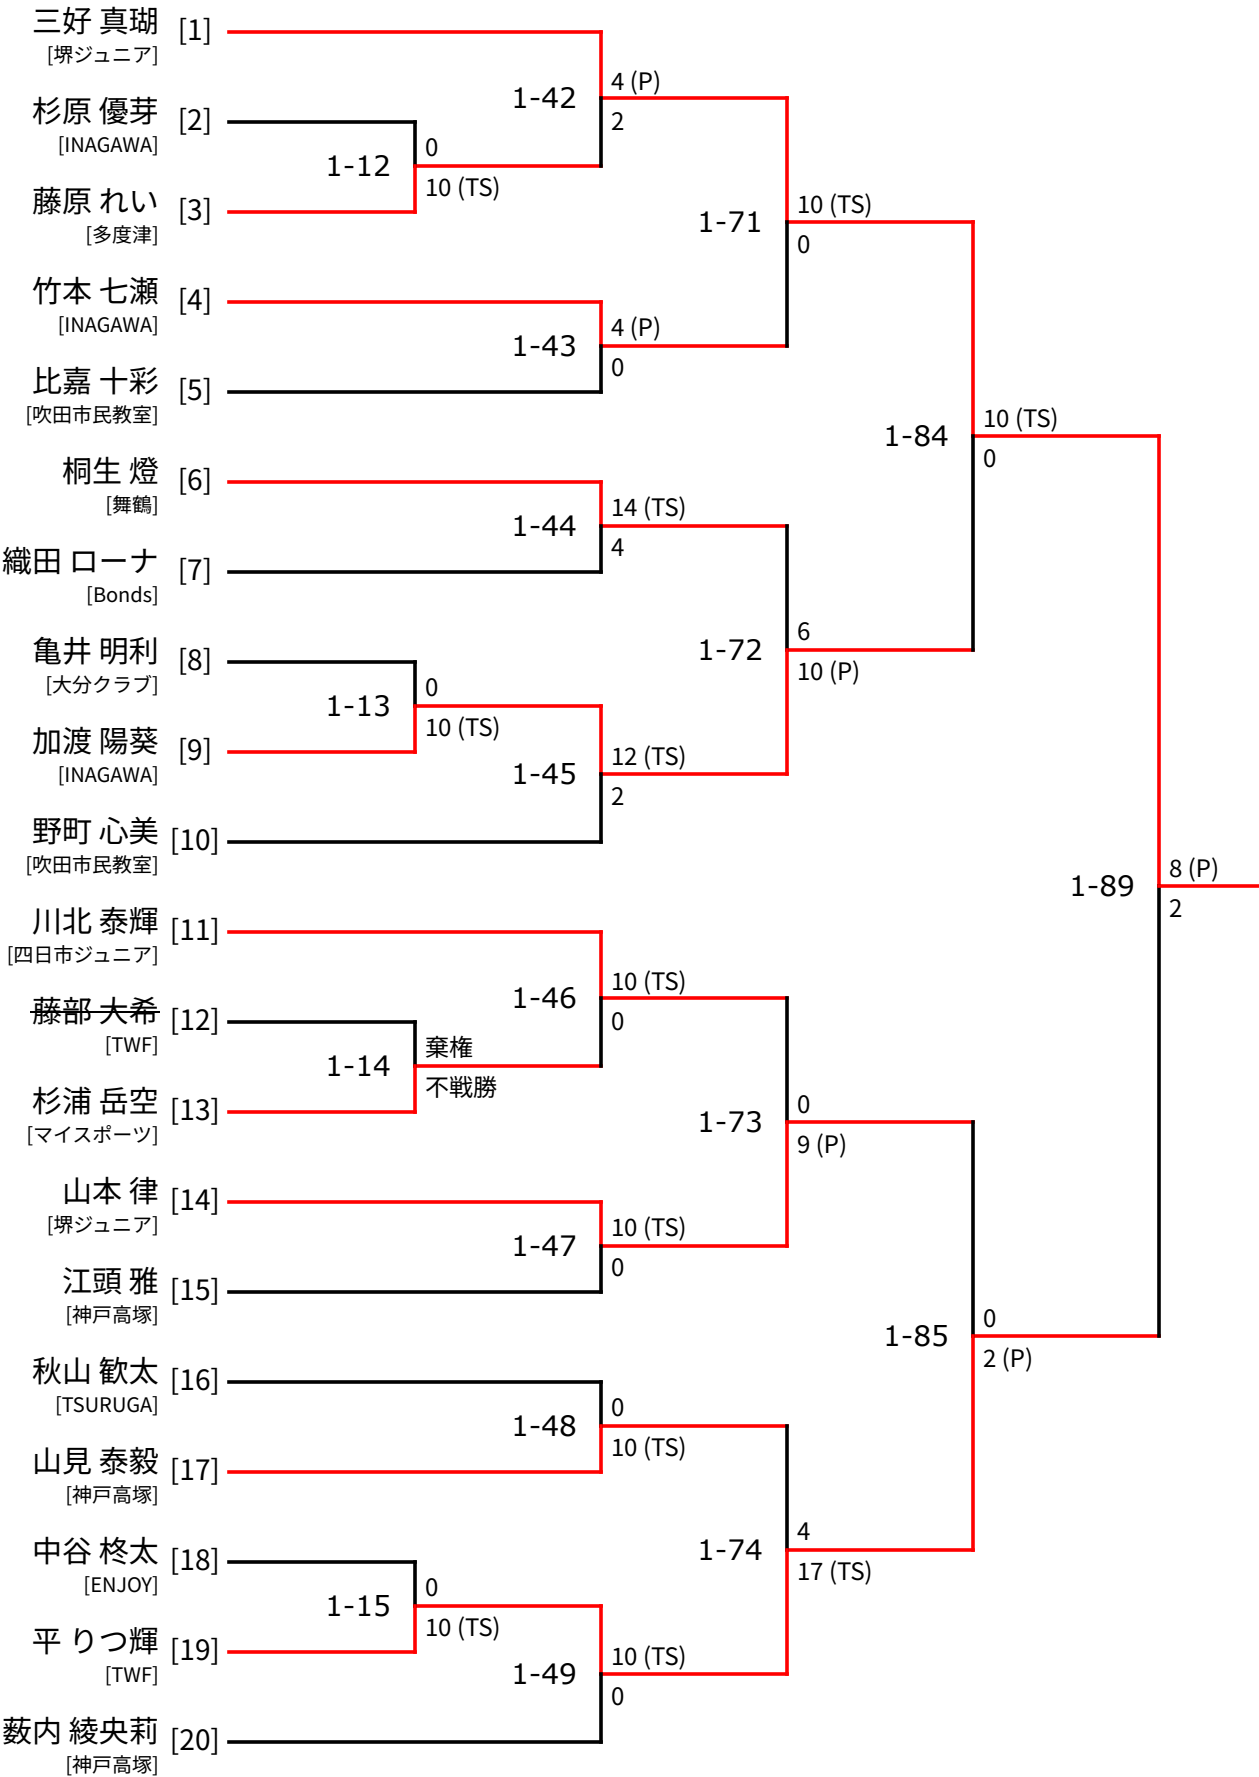 三好 真瑚 [1]
[堺ジュニア]
4 (P)
1-42
2
杉原 優芽 [2]
[INAGAWA]
0
1-12
10 (TS)
藤原 れい [3]
[多度津]
10 (TS)
1-71
0
竹本 七瀬 [4]
[INAGAWA]
4 (P)
1-43
0
比嘉 十彩 [5]
[吹田市民教室]
10 (TS)
1-84
0
桐生 燈 [6]
[舞鶴]
14 (TS)
1-44
4
織田 ローナ [7]
[Bonds]
6
1-72
10 (P)
亀井 明利 [8]
[大分クラブ]
0
1-13
10 (TS)
加渡 陽葵 [9]
[INAGAWA]
12 (TS)
1-45
2
野町 心美 [10]
[吹田市民教室]
8 (P)
1-89
2
川北 泰輝 [11]
[四日市ジュニア]
10 (TS)
1-46
0
藤部 大希 [12]
[TWF]
棄権
1-14
不戦勝
杉浦 岳空 [13]
[マイスポーツ]
0
1-73
9 (P)
山本 律 [14]
[堺ジュニア]
10 (TS)
1-47
0
江頭 雅 [15]
[神戸高塚]
0
1-85
2 (P)
秋山 歓太 [16]
[TSURUGA]
0
1-48
10 (TS)
山見 泰毅 [17]
[神戸高塚]
4
1-74
17 (TS)
中谷 柊太 [18]
[ENJOY]
0
1-15
10 (TS)
平 りつ輝 [19]
[TWF]
10 (TS)
1-49
0
薮内 綾央莉 [20]
[神戸高塚]